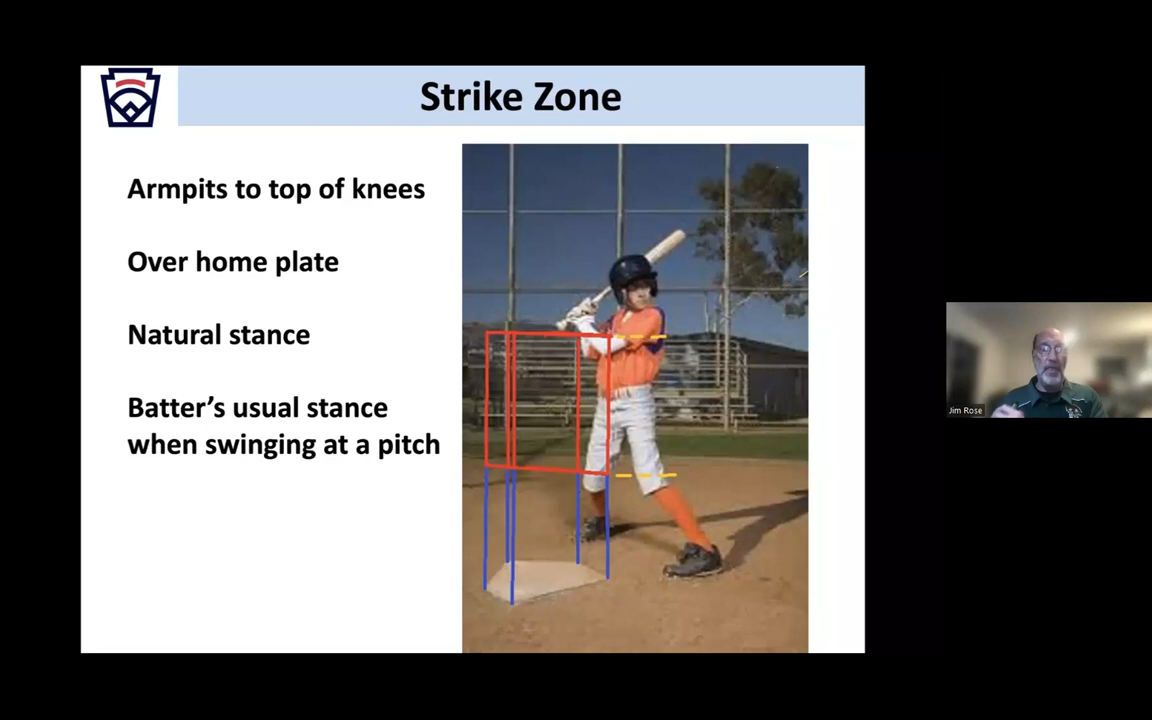 Strike Zone
Armpits to top of knees
Over home plate
Natural stance
Batter’s usual stance
when swinging at a pitch
Jim Rose